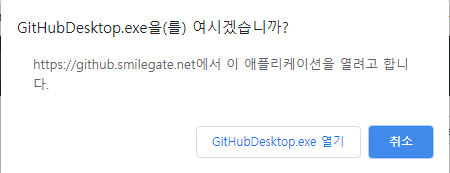 GitHubDesktop.exe을(를) 여시겠습니까?
https://github.smilegate.net에서 이 애플리케이션을 열려고 합니
다.
GitHubDesktop.exe 열기
취소